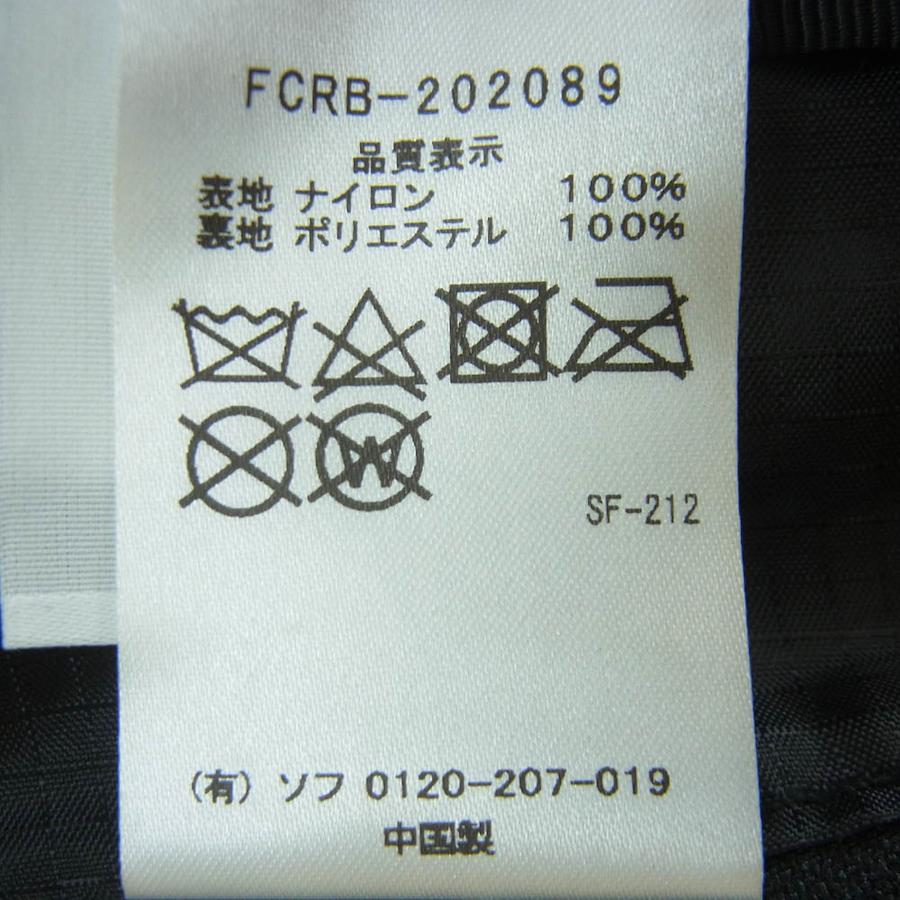 FCRB-202089
品質表示
表地 ナイロン 100%
裏地 ポリエステル 100%
W
SF-212
(有) ソフ 0120-207-019
中国製